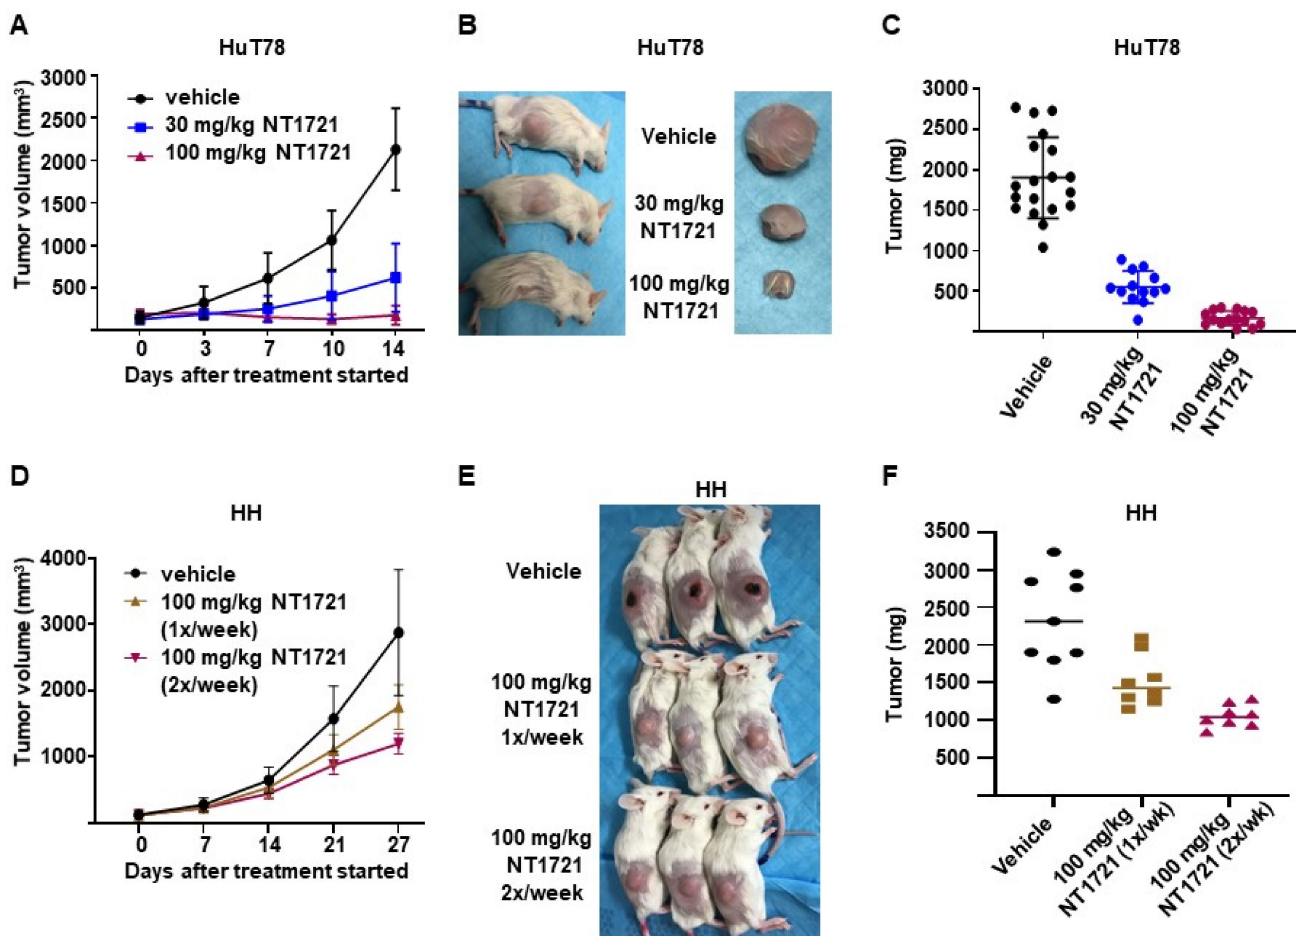 A
HuT78
Tumor volume (mm³)
3000
2500
2000
1500
1000
500
vehicle
30 mg/kg NT1721
100 mg/kg NT1721
0 3 7 10 14
Days after treatment started
B
HuT78
Vehicle
30 mg/kg
NT1721
100 mg/kg
NT1721
C
HuT78
Tumor (mg)
3000
2500
2000
1500
1000
500
Vehicle
30 mg/kg
NT1721
100 mg/kg
NT1721
D
HH
Tumor volume (mm³)
4000
3000
2000
1000
vehicle
100 mg/kg NT1721
(1x/week)
100 mg/kg NT1721
(2x/week)
0 7 14 21 27
Days after treatment started
E
HH
Vehicle
100 mg/kg
NT1721
1x/week
100 mg/kg
NT1721
2x/week
F
HH
Tumor (mg)
3500
3000
2500
2000
1500
1000
500
Vehicle
100 mg/kg
NT1721 (1x/wk)
100 mg/kg
NT1721 (2x/wk)